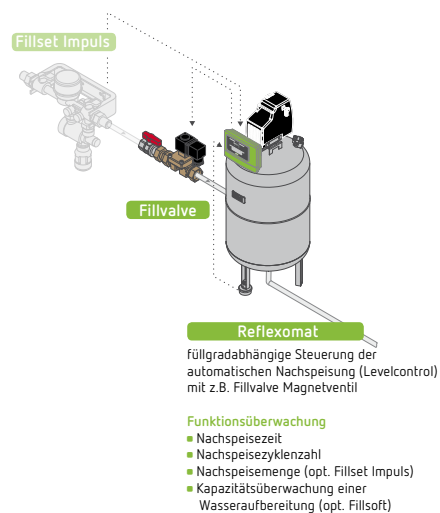 Fillset Impuls
Fillvalve
Reflexomat
füllgradabhängige Steuerung der
automatischen Nachspeisung (Levelcontrol)
mit z.B. Fillvalve Magnetventil
Funktionsüberwachung
Nachspeisezeit
Nachspeisezyklenzahl
Nachspeisemenge (opt. Fillset Impuls)
Kapazitätsüberwachung einer
Wasseraufbereitung (opt. Fillsoft)